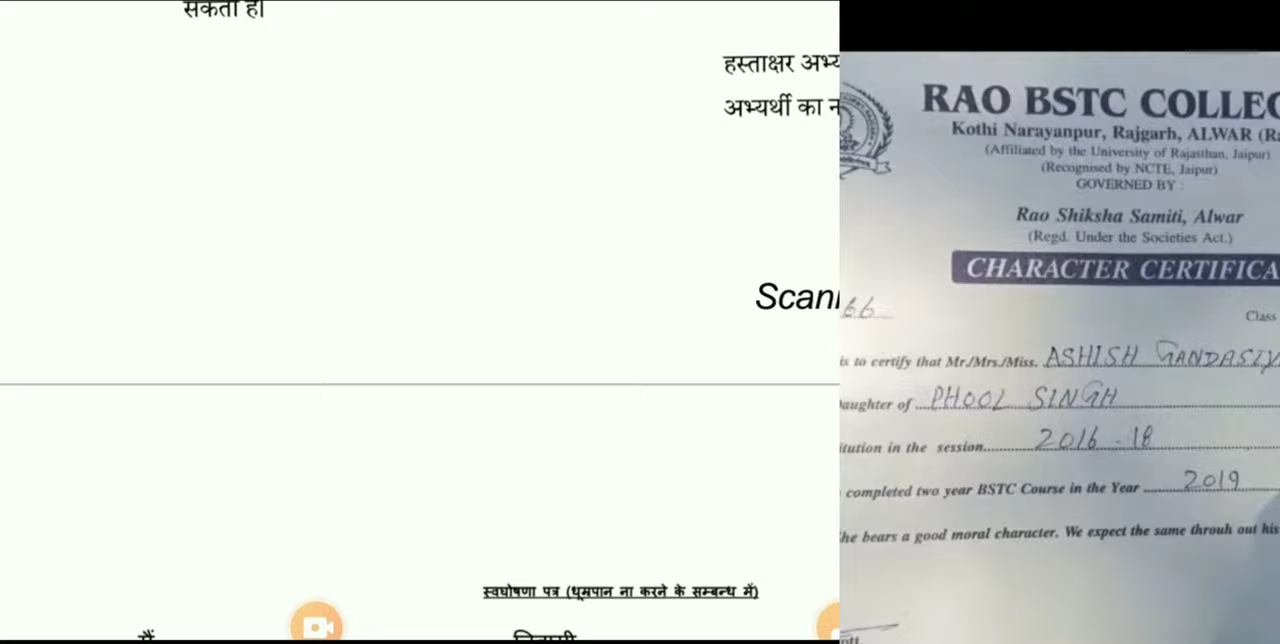 सकता हो
हस्ताक्षर अभ्य
अभ्यर्थी का न
Scan
स्वघोषणा पत्र (धूम्रपान ना करने के सम्बन्ध में)
मैं
RAO BSTC COLLEG
Kothi Narayanpur, Rajgarh, ALWAR (Ra
(Affiliated by the University of Rajasthan, Jaipur)
(Recognised by NCTE, Jaipur)
GOVERNED BY :
Rao Shiksha Samiti, Alwar
(Regd. Under the Societies Act.)
CHARACTER CERTIFICA
66
Class
is to certify that Mr./Mrs./Miss. ASHISH GANDASIY
Daughter of PHOOL SINGH
itution in the session 2016 - 18
completed two year BSTC Course in the Year 2019
he bears a good moral character. We expect the same throuh out his